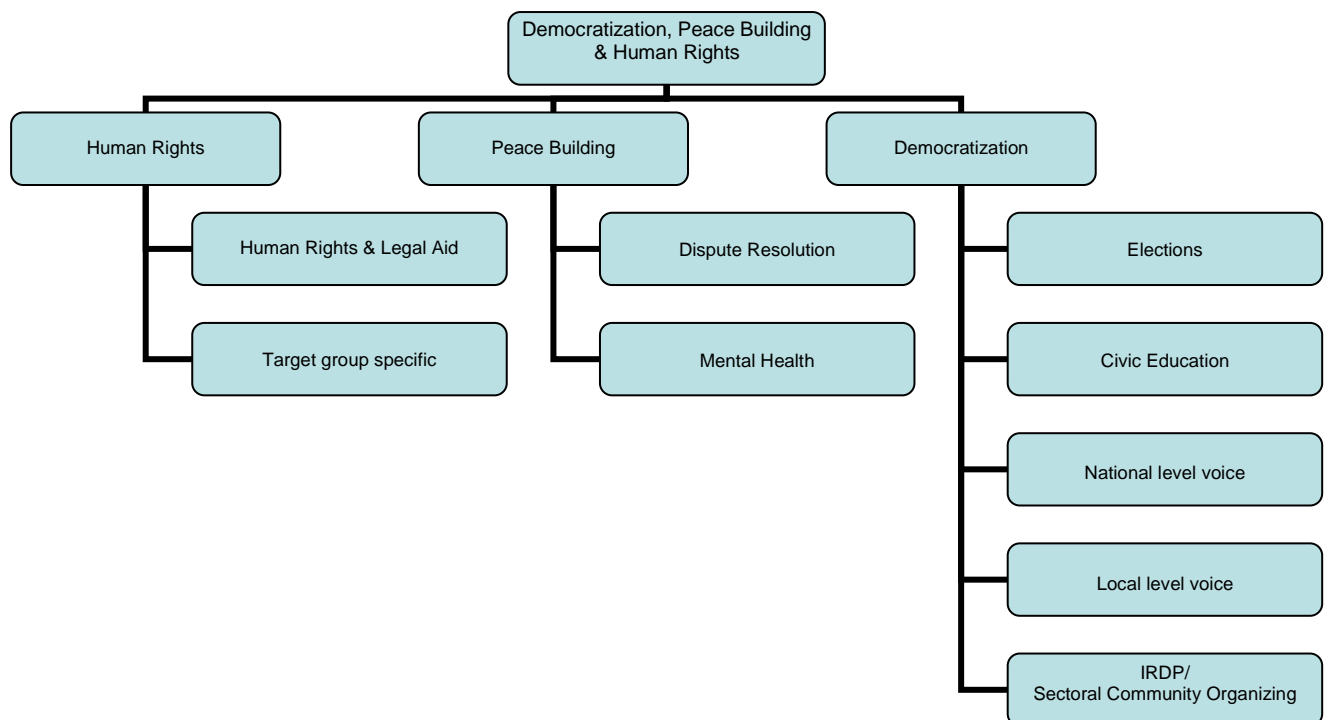 Democratization, Peace Building
& Human Rights
Human Rights
Peace Building
Democratization
Human Rights & Legal Aid
Dispute Resolution
Elections
Target group specific
Mental Health
Civic Education
National level voice
Local level voice
IRDP/
Sectoral Community Organizing